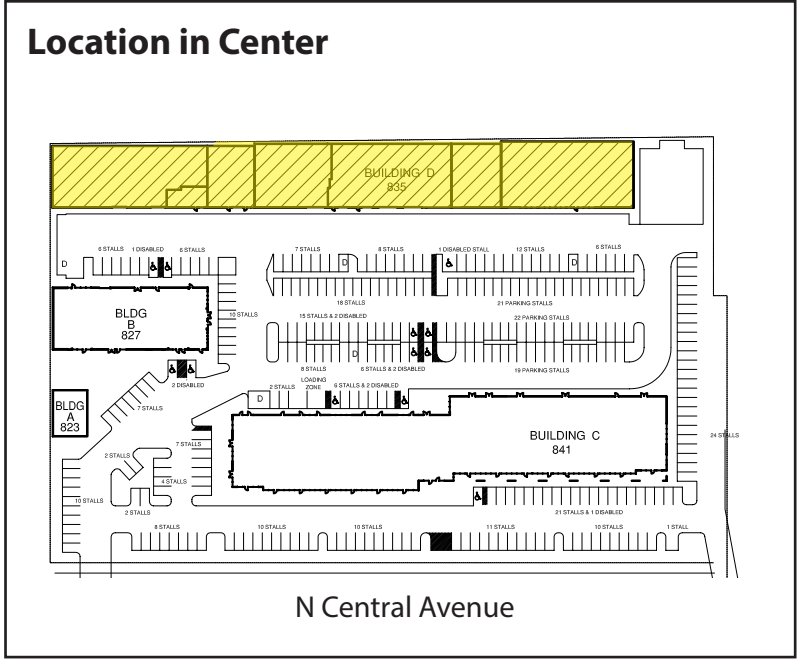 Location in Center
BUILDING D
835
6 STALLS 1 DISABLED 6 STALLS
7 STALLS 8 STALLS 1 DISABLED STALL 12 STALLS 6 STALLS
D D D
18 STALLS 21 PARKING STALLS
BLDG
B
827
10 STALLS
15 STALLS & 2 DISABLED 22 PARKING STALLS
D
8 STALLS 6 STALLS & 2 DISABLED 19 PARKING STALLS
2 DISABLED
LOADING
ZONE
2 STALLS 6 STALLS & 2 DISABLED
D
BLDG
A
823
7 STALLS
BUILDING C
841
24 STALLS
7 STALLS
2 STALLS
4 STALLS
10 STALLS
2 STALLS
21 STALLS & 1 DISABLED
8 STALLS 10 STALLS 10 STALLS 11 STALLS 10 STALLS 1 STALL
N Central Avenue